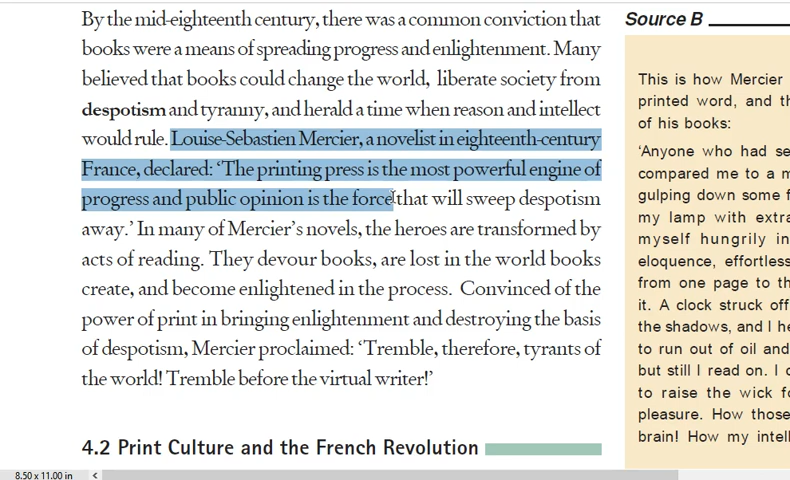 By the mid-eighteenth century, there was a common conviction that
books were a means of spreading progress and enlightenment. Many
believed that books could change the world, liberate society from
despotism and tyranny, and herald a time when reason and intellect
would rule. Louise-Sebastien Mercier, a novelist in eighteenth-century
France, declared: ‘The printing press is the most powerful engine of
progress and public opinion is the force that will sweep despotism
away.’ In many of Mercier’s novels, the heroes are transformed by
acts of reading. They devour books, are lost in the world books
create, and become enlightened in the process. Convinced of the
power of print in bringing enlightenment and destroying the basis
of despotism, Mercier proclaimed: ‘Tremble, therefore, tyrants of
the world! Tremble before the virtual writer!’
4.2 Print Culture and the French Revolution
Source B
This is how Mercier
printed word, and th
of his books:
‘Anyone who had se
compared me to a m
gulping down some f
my lamp with extra
myself hungrily in
eloquence, effortless
from one page to th
it. A clock struck off
the shadows, and I he
to run out of oil and
but still I read on. I c
to raise the wick fo
pleasure. How those
brain! How my intell
8.50 x 11.00 in